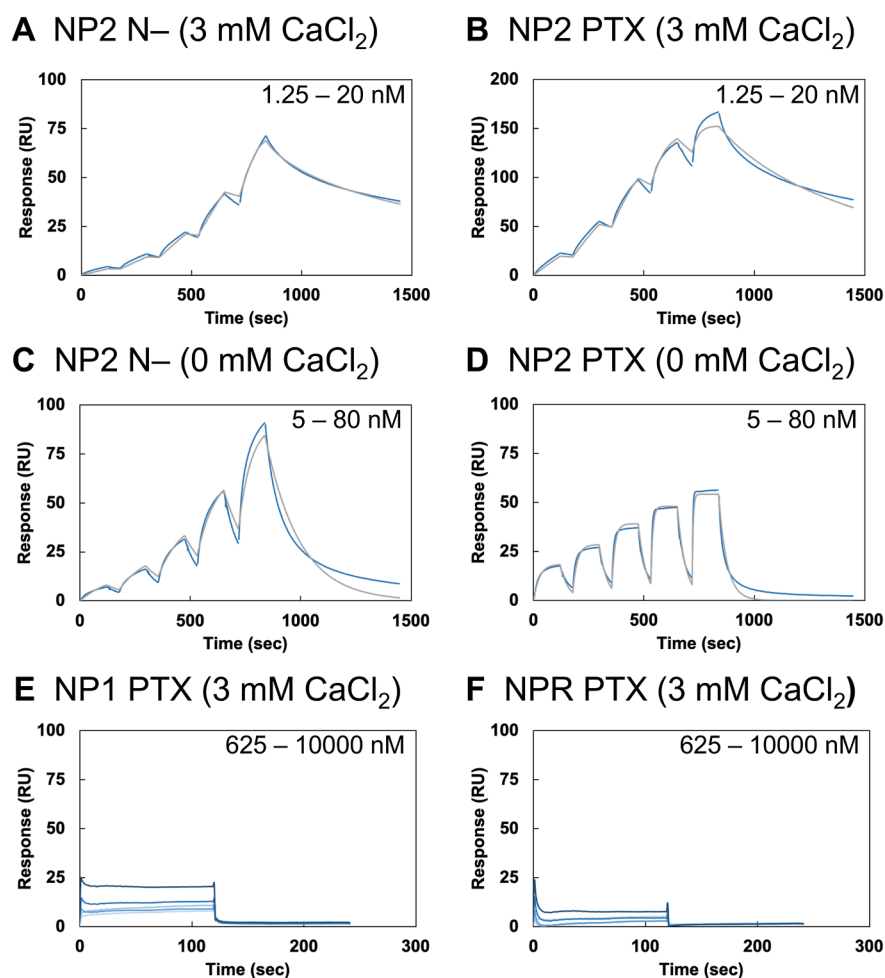 A NP2 N– (3 mM CaCl₂)
1.25 – 20 nM
100
75
50
25
0
Response (RU)
0 500 1000 1500
Time (sec)
B NP2 PTX (3 mM CaCl₂)
1.25 – 20 nM
200
150
100
50
0
Response (RU)
0 500 1000 1500
Time (sec)
C NP2 N– (0 mM CaCl₂)
5 – 80 nM
100
75
50
25
0
Response (RU)
0 500 1000 1500
Time (sec)
D NP2 PTX (0 mM CaCl₂)
5 – 80 nM
100
75
50
25
0
Response (RU)
0 500 1000 1500
Time (sec)
E NP1 PTX (3 mM CaCl₂)
625 – 10000 nM
100
75
50
25
0
Response (RU)
0 100 200 300
Time (sec)
F NPR PTX (3 mM CaCl₂)
625 – 10000 nM
100
75
50
25
0
Response (RU)
0 100 200 300
Time (sec)